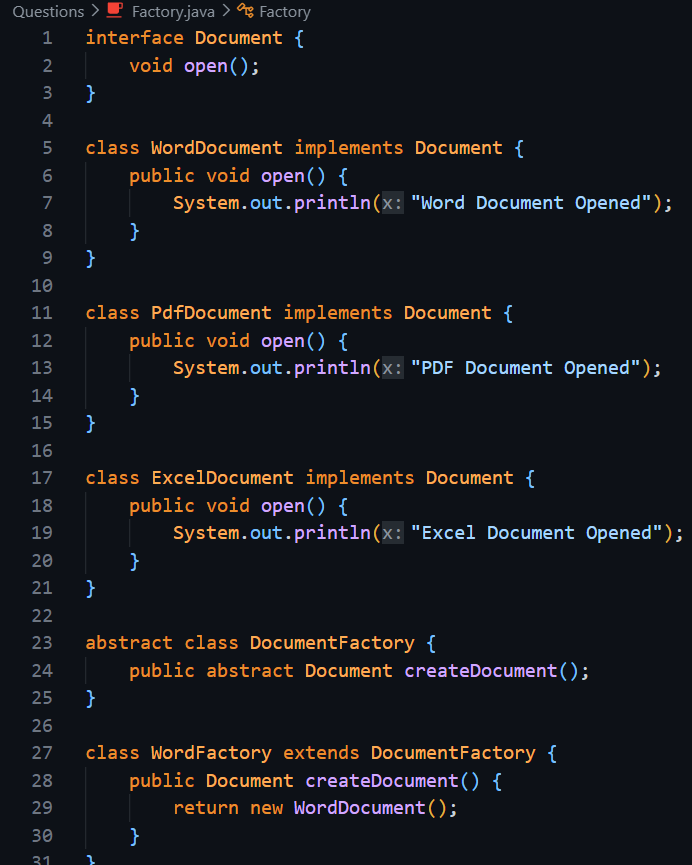 Questions > Factory.java > Factory
1 interface Document {
2     void open();
3 }
4
5 class WordDocument implements Document {
6     public void open() {
7         System.out.println(x: "Word Document Opened");
8     }
9 }
10
11 class PdfDocument implements Document {
12     public void open() {
13         System.out.println(x: "PDF Document Opened");
14     }
15 }
16
17 class ExcelDocument implements Document {
18     public void open() {
19         System.out.println(x: "Excel Document Opened");
20     }
21 }
22
23 abstract class DocumentFactory {
24     public abstract Document createDocument();
25 }
26
27 class WordFactory extends DocumentFactory {
28     public Document createDocument() {
29         return new WordDocument();
30     }
31 }